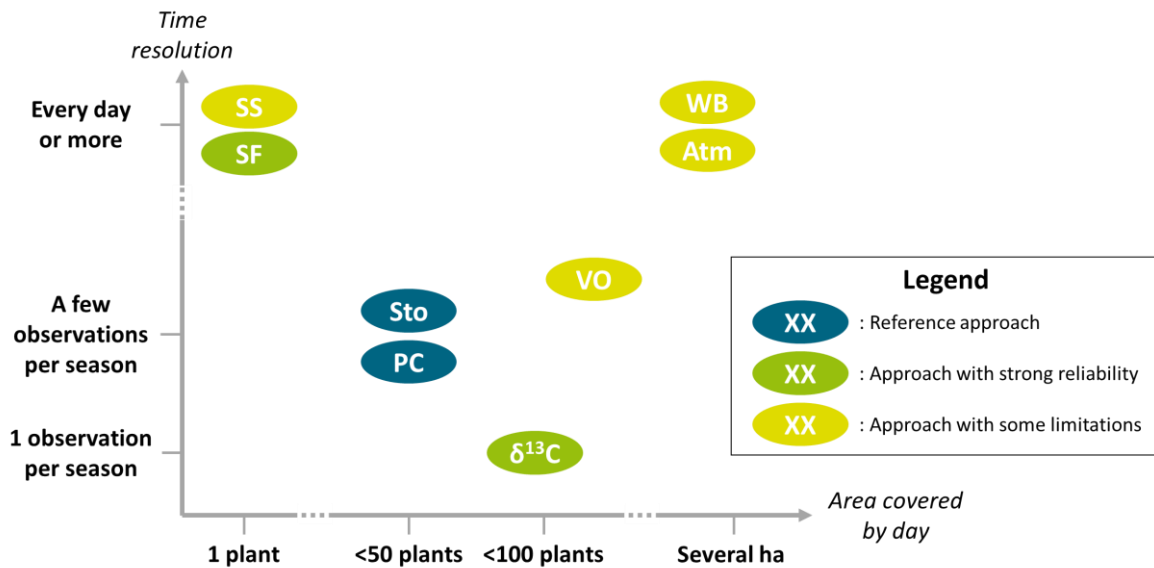 Time
resolution
Every day
or more
SS
SF
WB
Atm
A few
observations
per season
Sto
PC
VO
1 observation
per season
δ¹³C
Legend
XX : Reference approach
XX : Approach with strong reliability
XX : Approach with some limitations
Area covered
by day
1 plant
<50 plants
<100 plants
Several ha